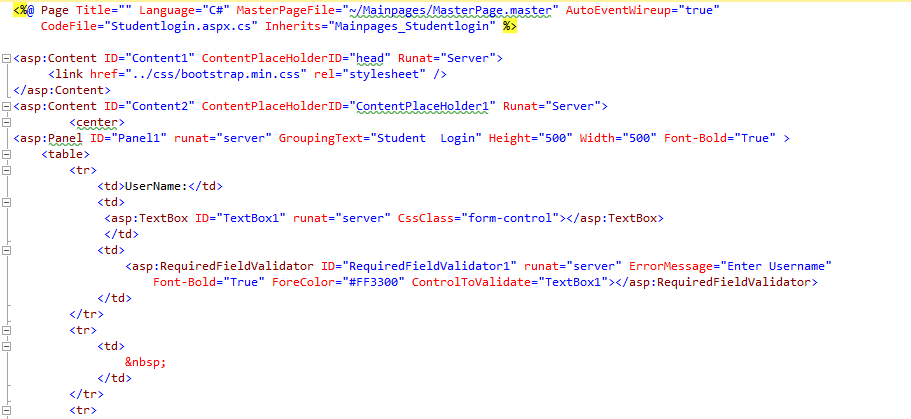 <%@ Page Title="" Language="C#" MasterPageFile="~/Mainpages/MasterPage.master" AutoEventWireup="true"
CodeFile="Studentlogin.aspx.cs" Inherits="Mainpages_Studentlogin" %>
<asp:Content ID="Content1" ContentPlaceHolderID="head" Runat="Server">
<link href="../css/bootstrap.min.css" rel="stylesheet" />
</asp:Content>
<asp:Content ID="Content2" ContentPlaceHolderID="ContentPlaceHolder1" Runat="Server">
<center>
<asp:Panel ID="Panel1" runat="server" GroupingText="Student  Login" Height="500" Width="500" Font-Bold="True" >
<table>
<tr>
<td>UserName:</td>
<td>
<asp:TextBox ID="TextBox1" runat="server" CssClass="form-control"></asp:TextBox>
</td>
<td>
<asp:RequiredFieldValidator ID="RequiredFieldValidator1" runat="server" ErrorMessage="Enter Username"
Font-Bold="True" ForeColor="#FF3300" ControlToValidate="TextBox1"></asp:RequiredFieldValidator>
</td>
</tr>
<tr>
<td>
&nbsp;
</td>
</tr>
<tr>